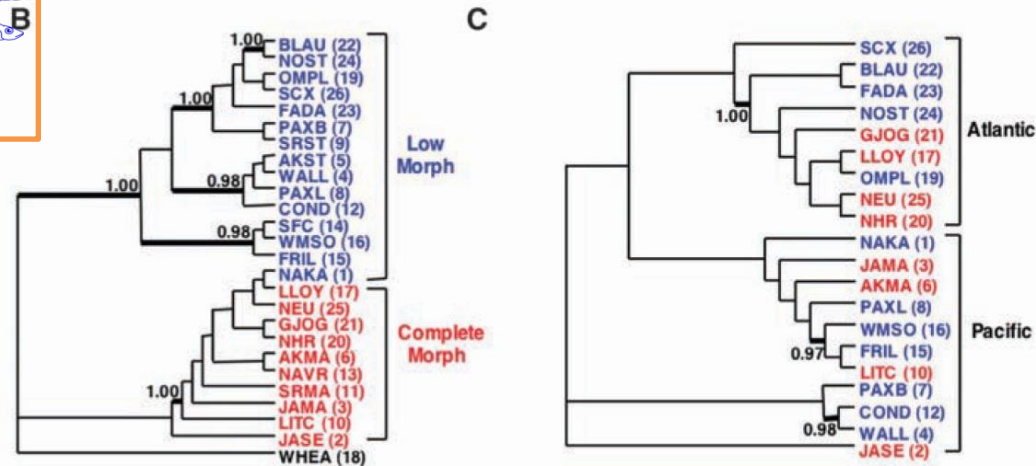 B
1.00
BLAU (22)
NOST (24)
OMPL (19)
SCX (26)
1.00
FADA (23)
PAXB (7)
SRST (9)
AKST (5)
WALL (4)
0.98
PAXL (8)
COND (12)
1.00
SFC (14)
0.98
WMSO (16)
FRIL (15)
NAKA (1)
LLOY (17)
NEU (25)
GJOG (21)
NHR (20)
AKMA (6)
NAVR (13)
SRMA (11)
1.00
JAMA (3)
LITC (10)
JASE (2)
WHEA (18)
Low
Morph
Complete
Morph
C
SCX (26)
BLAU (22)
FADA (23)
1.00
NOST (24)
GJOG (21)
LLOY (17)
OMPL (19)
NEU (25)
NHR (20)
NAKA (1)
JAMA (3)
AKMA (6)
PAXL (8)
WMSO (16)
0.97
FRIL (15)
LITC (10)
PAXB (7)
COND (12)
0.98
WALL (4)
JASE (2)
Atlantic
Pacific